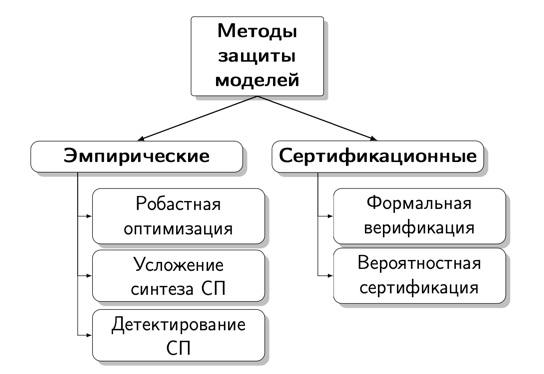 Методы
защиты
моделей
Эмпирические
Робастная
оптимизация
Усложение
синтеза СП
Детектирование
СП
Сертификационные
Формальная
верификация
Вероятностная
сертификация